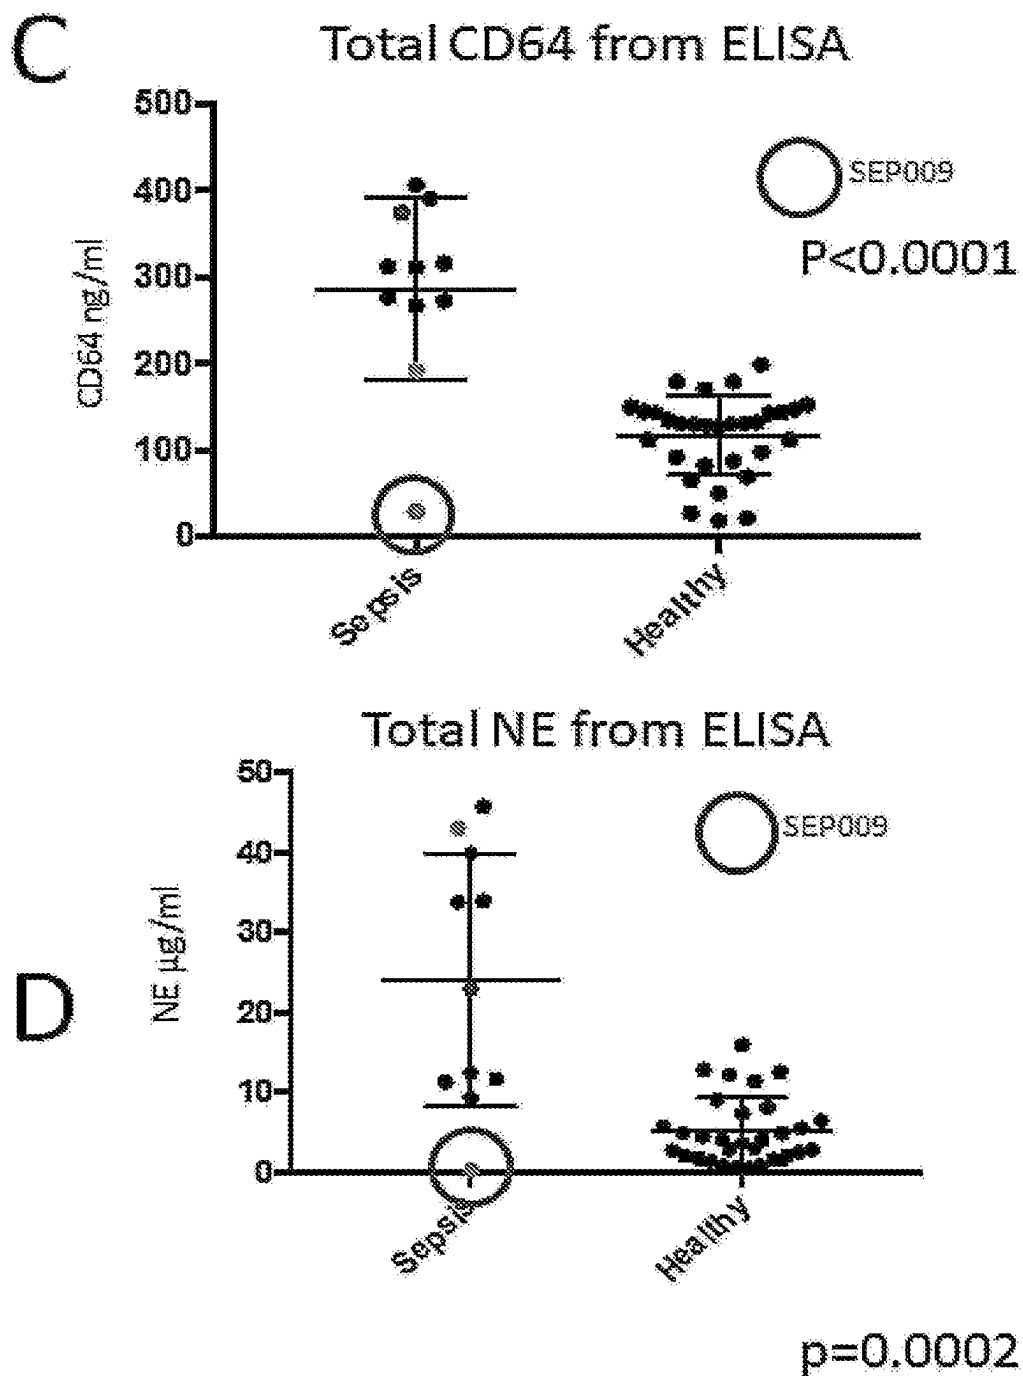 C
Total CD64 from ELISA
500
400
300
200
100
0
CD64 ng/ml
SEP009
P<0.0001
Sepsis
Healthy
Total NE from ELISA
D
50
40
30
20
10
0
NE µg/ml
SEP009
Sepsis
Healthy
p=0.0002